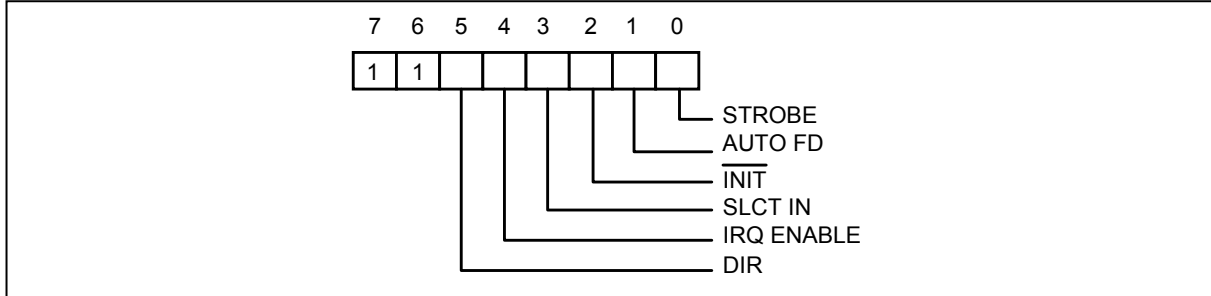 7 6 5 4 3 2 1 0
1 1
STROBE
AUTO FD
INIT
SLCT IN
IRQ ENABLE
DIR